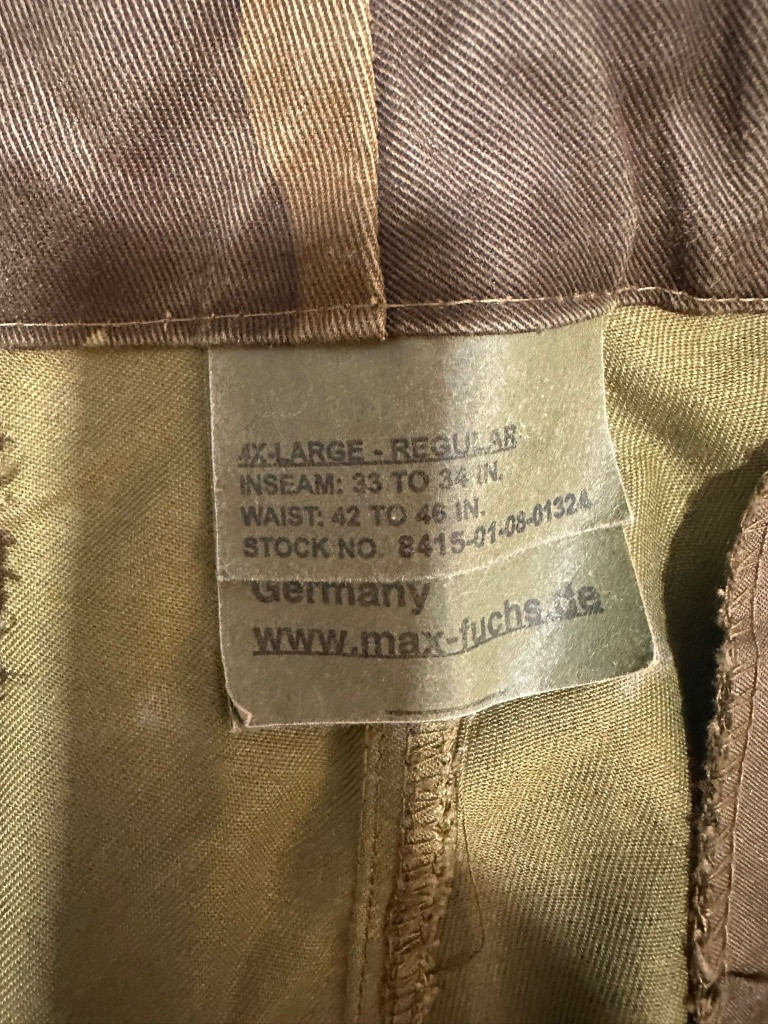 4X-LARGE - REGULAR
INSEAM: 33 TO 34 IN.
WAIST: 42 TO 46 IN.
STOCK NO. 8415-01-08-01324
Germany
www.max-fuchs.de